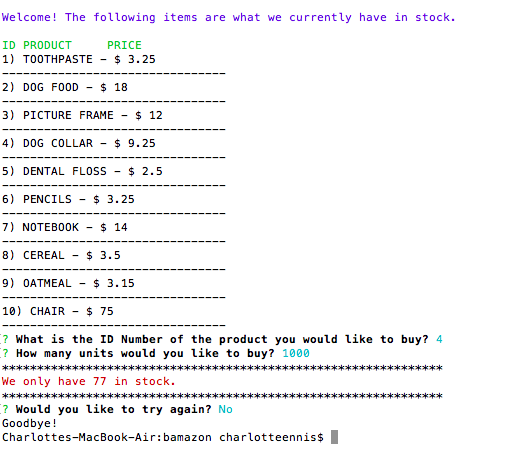 Welcome! The following items are what we currently have in stock.
ID PRODUCT     PRICE
1) TOOTHPASTE – $ 3.25
--------------------------------
2) DOG FOOD – $ 18
--------------------------------
3) PICTURE FRAME – $ 12
--------------------------------
4) DOG COLLAR – $ 9.25
--------------------------------
5) DENTAL FLOSS – $ 2.5
--------------------------------
6) PENCILS – $ 3.25
--------------------------------
7) NOTEBOOK – $ 14
--------------------------------
8) CEREAL – $ 3.5
--------------------------------
9) OATMEAL – $ 3.15
--------------------------------
10) CHAIR – $ 75
--------------------------------
? What is the ID Number of the product you would like to buy? 4
? How many units would you like to buy? 1000
***************************************************************
We only have 77 in stock.
***************************************************************
? Would you like to try again? No
Goodbye!
Charlottes-MacBook-Air:bamazon charlotteennis$